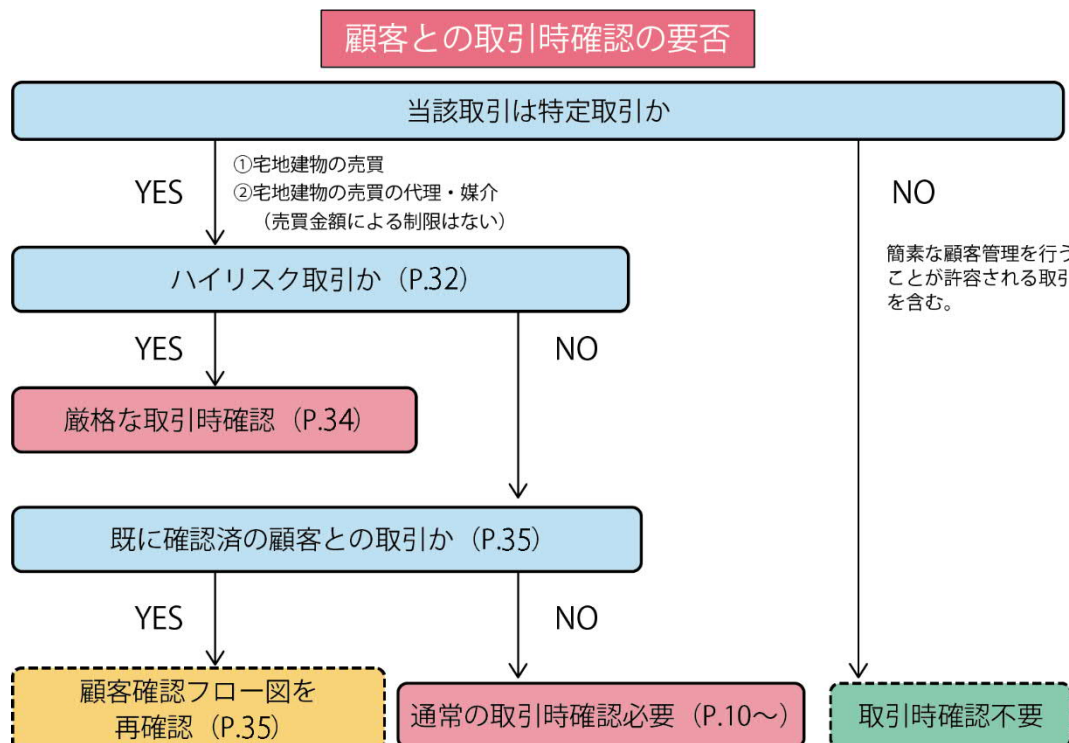 顧客との取引時確認の要否
当該取引は特定取引か
YES
①宅地建物の売買
②宅地建物の売買の代理・媒介
（売買金額による制限はない）
NO
簡素な顧客管理を行う
ことが許容される取引
を含む。
ハイリスク取引か（P.32）
YES
NO
厳格な取引時確認（P.34）
既に確認済の顧客との取引か（P.35）
YES
NO
顧客確認フロー図を
再確認（P.35）
通常の取引時確認必要（P.10～）
取引時確認不要